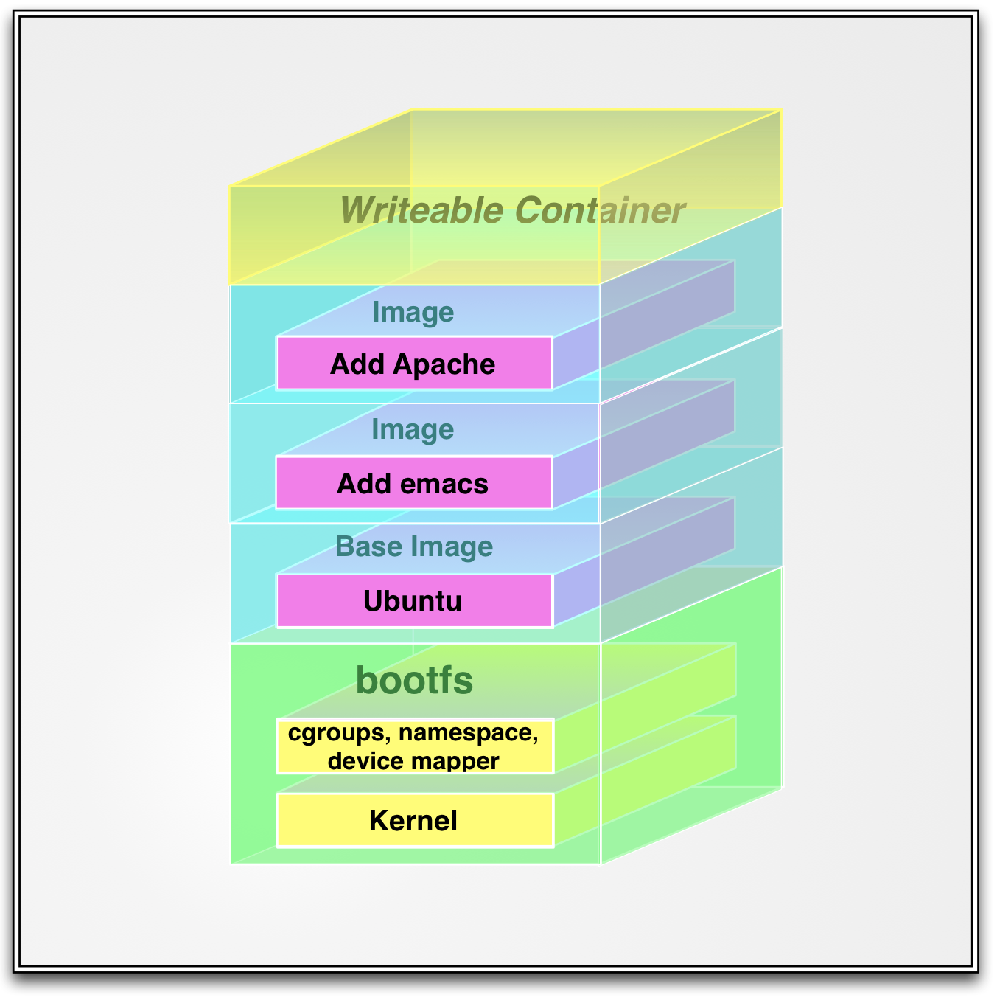 Writeable Container
Image
Add Apache
Image
Add emacs
Base Image
Ubuntu
bootfs
cgroups, namespace,
device mapper
Kernel